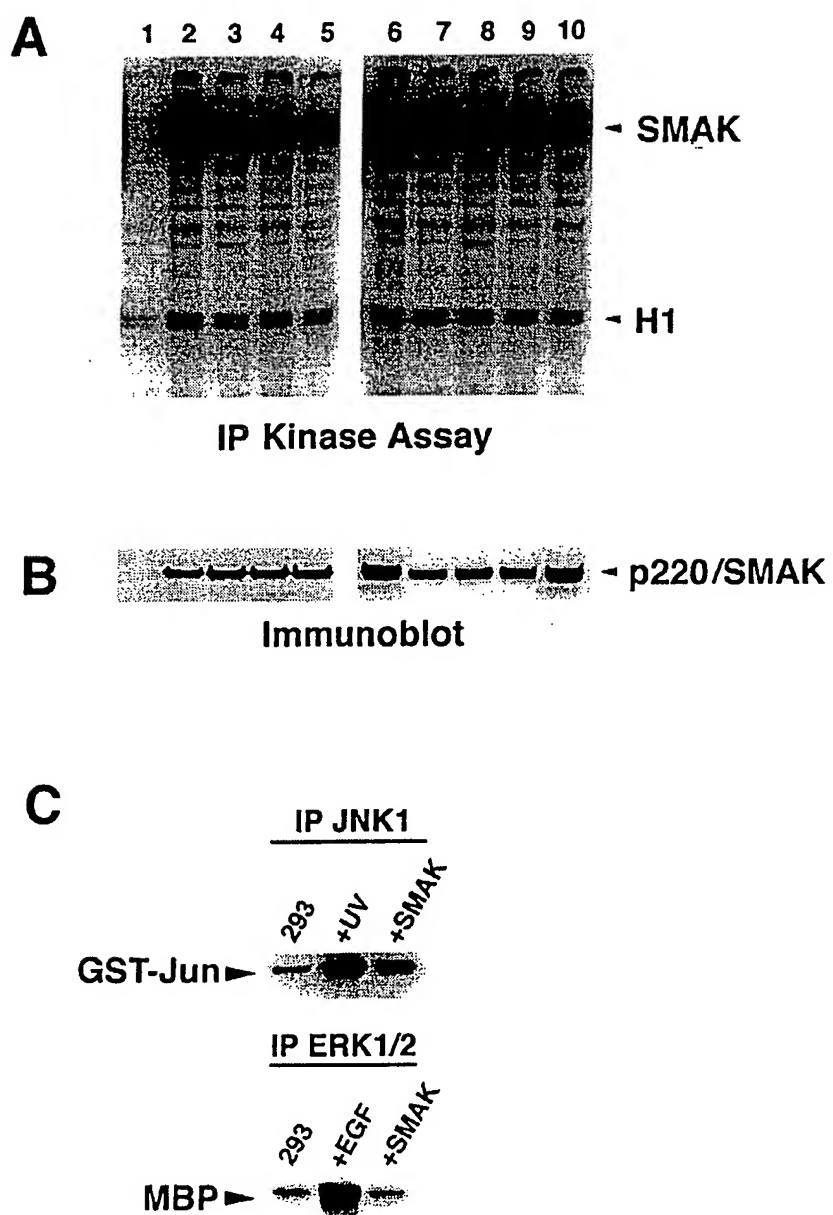 A
1 2 3 4 5 6 7 8 9 10
SMAK
H1
IP Kinase Assay
B
p220/SMAK
Immunoblot
C
IP JNK1
293 +UV +SMAK
GST-Jun
IP ERK1/2
293 +EGF +SMAK
MBP